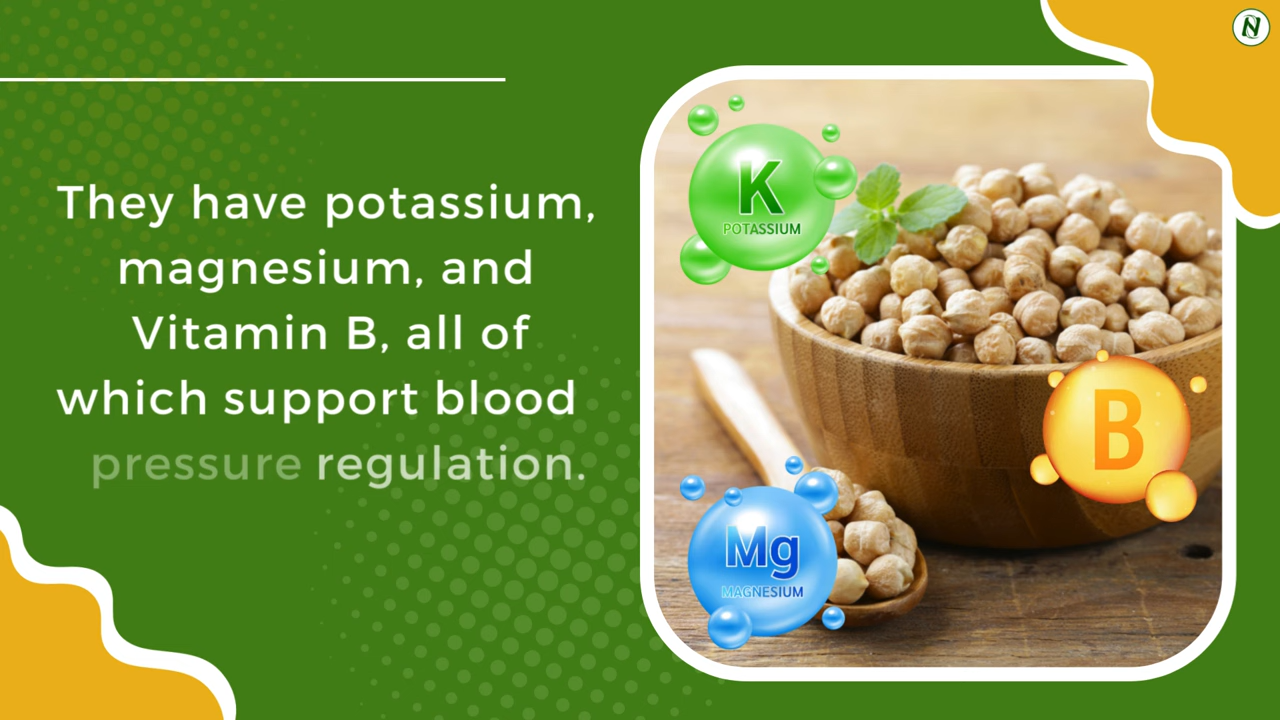 They have potassium,
magnesium, and
Vitamin B, all of
which support blood
pressure regulation.
K
POTASSIUM
B
Mg
MAGNESIUM
N